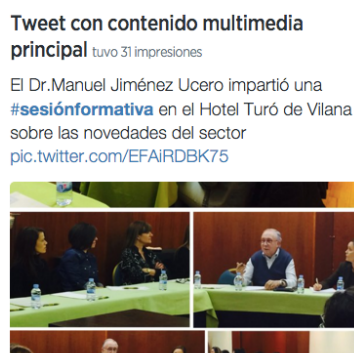 Tweet con contenido multimedia
principal tuvo 31 impresiones
El Dr.Manuel Jiménez Ucero impartió una
#sesiónformativa en el Hotel Turó de Vilana
sobre las novedades del sector
pic.twitter.com/EFAiRDBK75